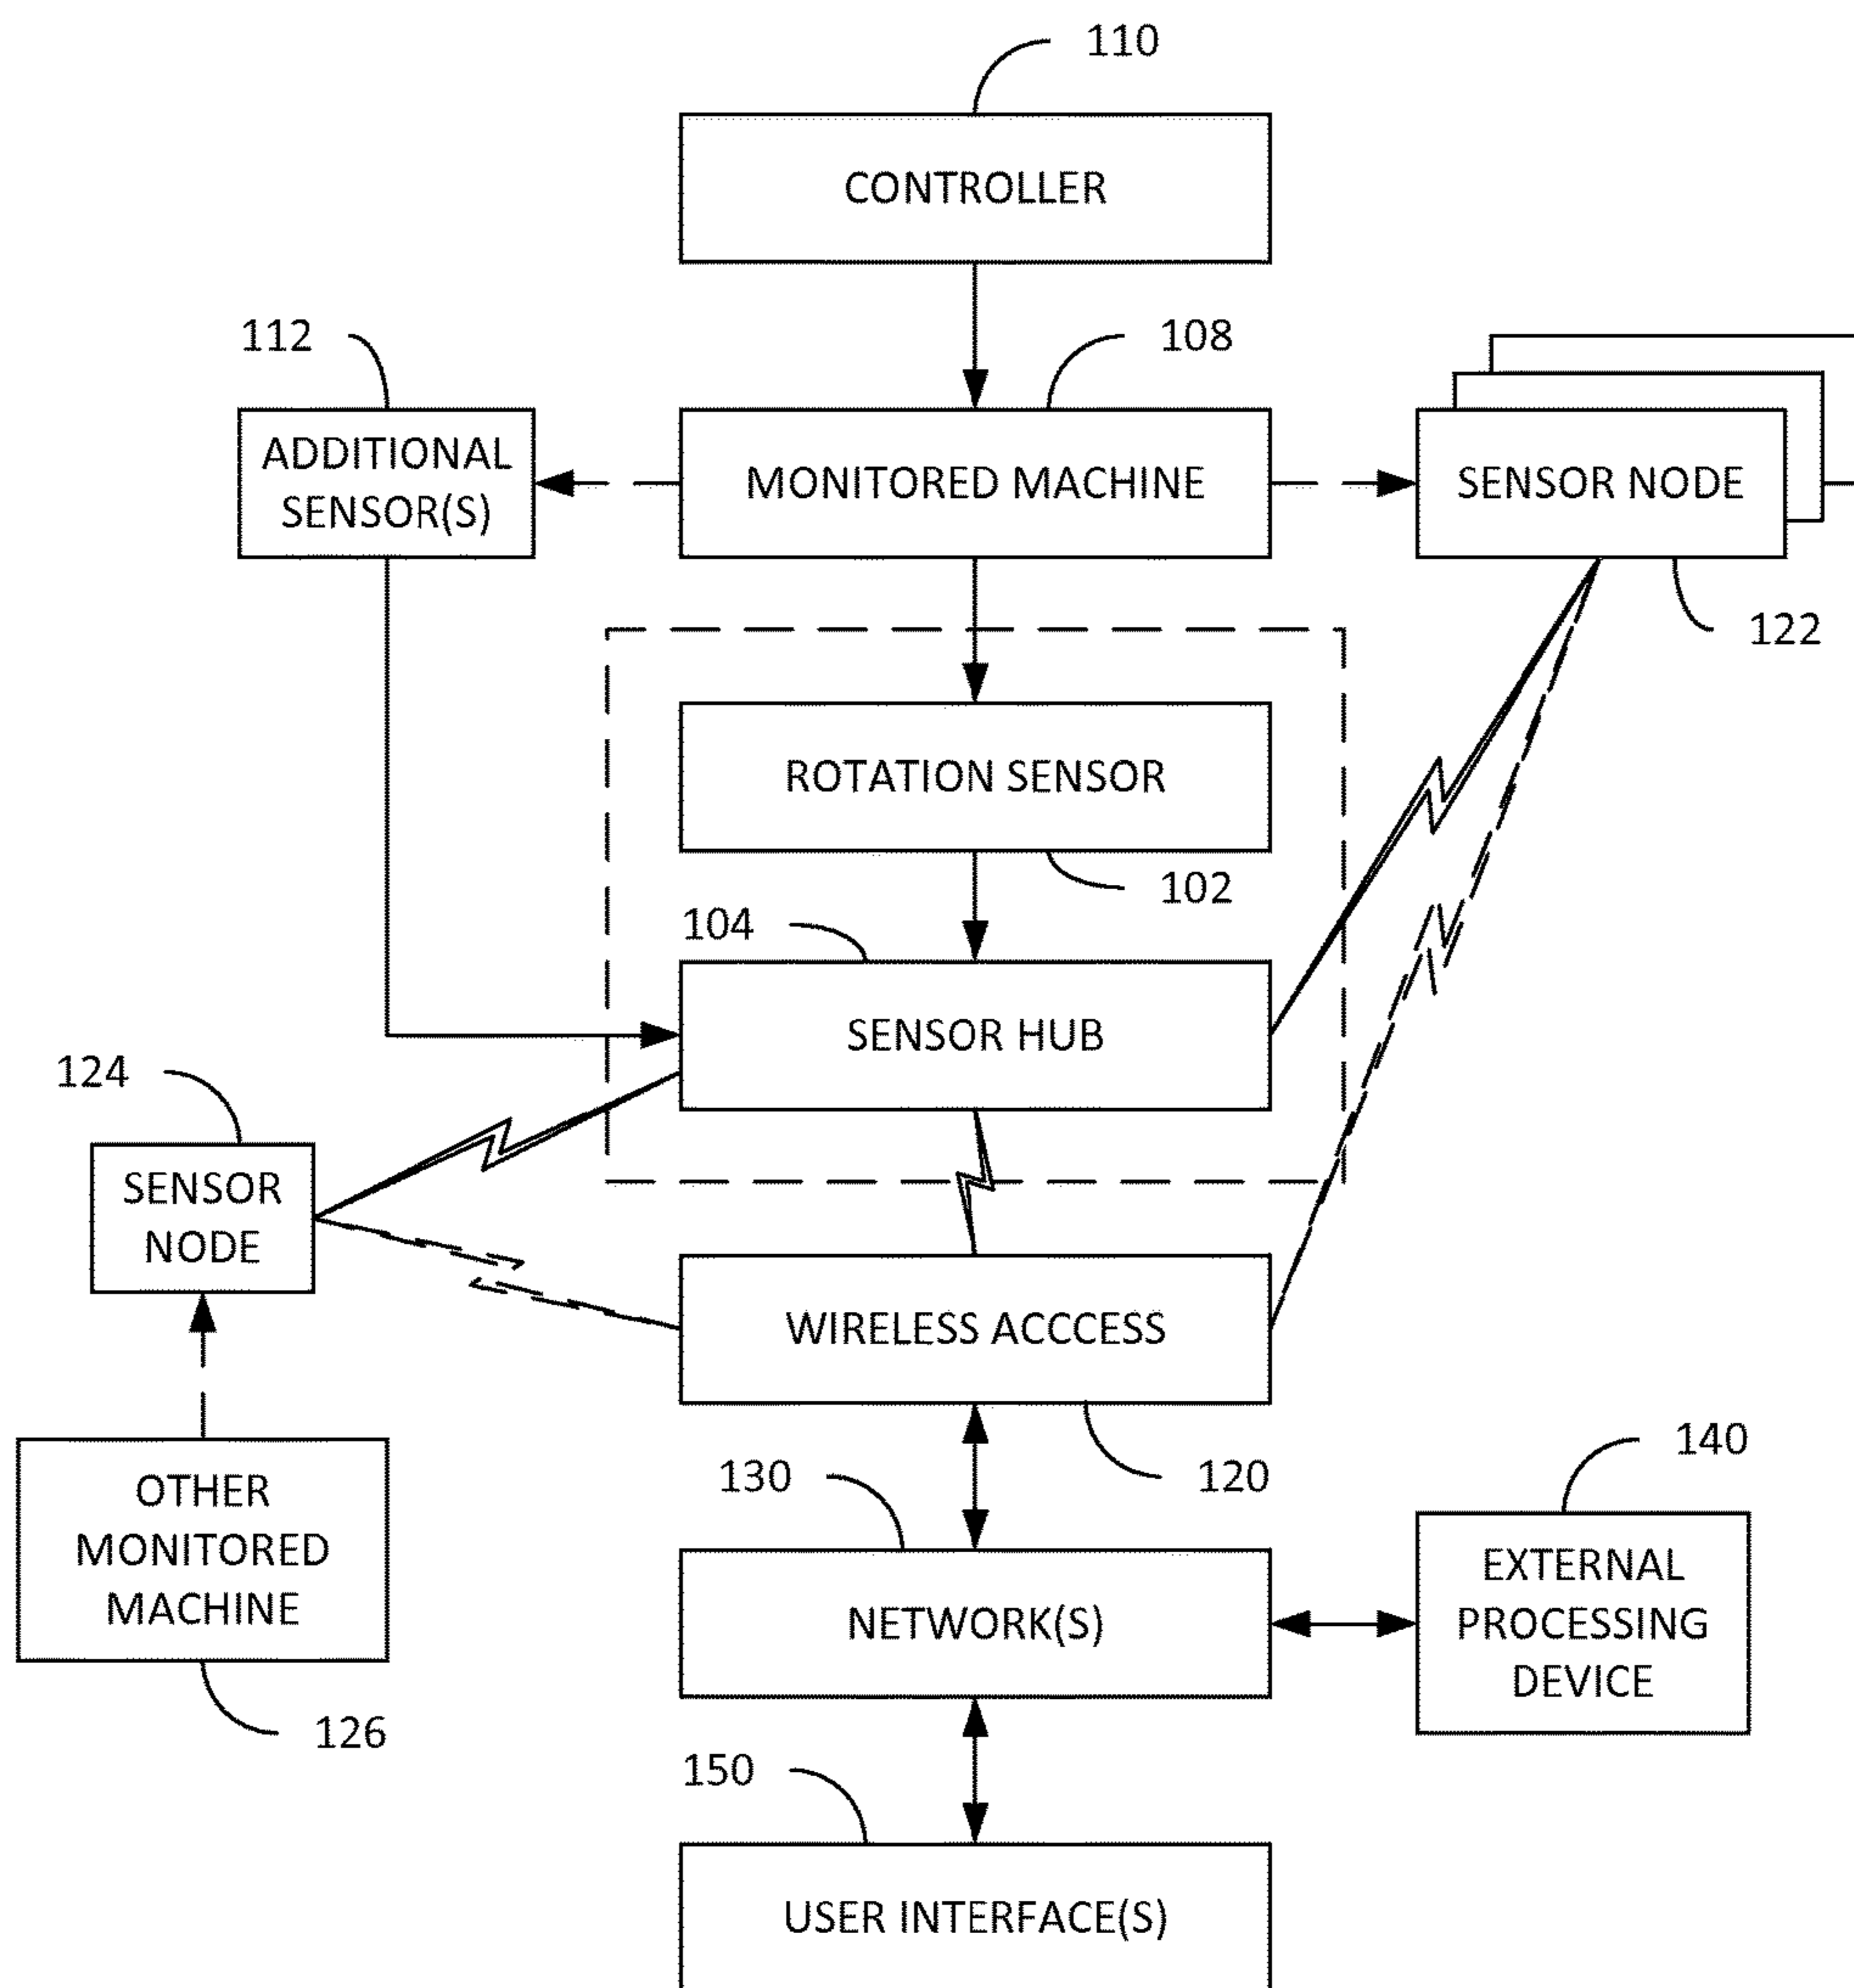 110
CONTROLLER
112
108
ADDITIONAL
SENSOR(S)
MONITORED MACHINE
SENSOR NODE
122
ROTATION SENSOR
102
104
SENSOR HUB
124
SENSOR
NODE
WIRELESS ACCCESS
120
OTHER
MONITORED
MACHINE
126
130
140
NETWORK(S)
EXTERNAL
PROCESSING
DEVICE
150
USER INTERFACE(S)